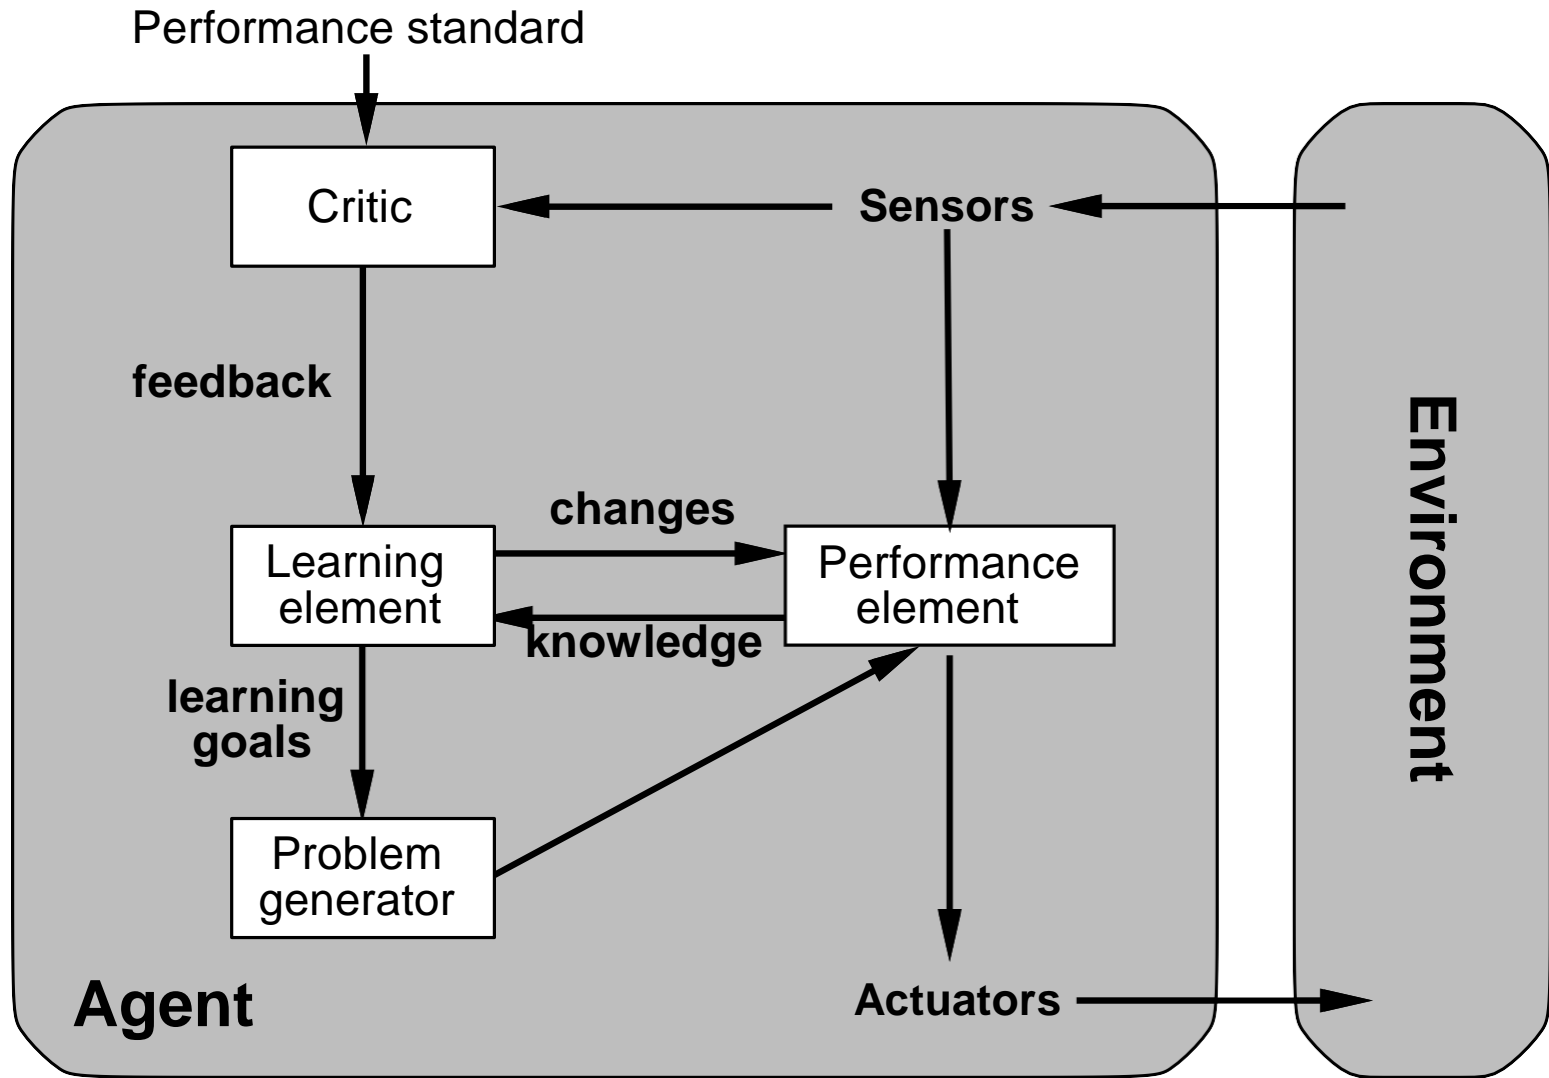 Performance standard
Critic
Sensors
feedback
changes
Learning
element
Performance
element
knowledge
learning
goals
Problem
generator
Agent
Actuators
Environment